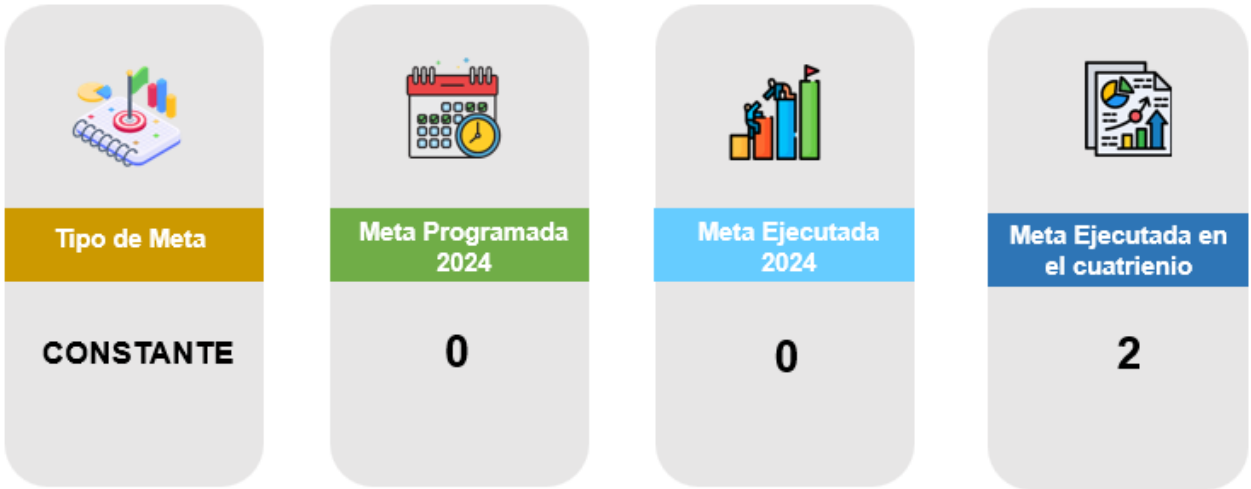 Tipo de Meta
CONSTANTE
Meta Programada
2024
0
Meta Ejecutada
2024
0
Meta Ejecutada en
el cuatrienio
2